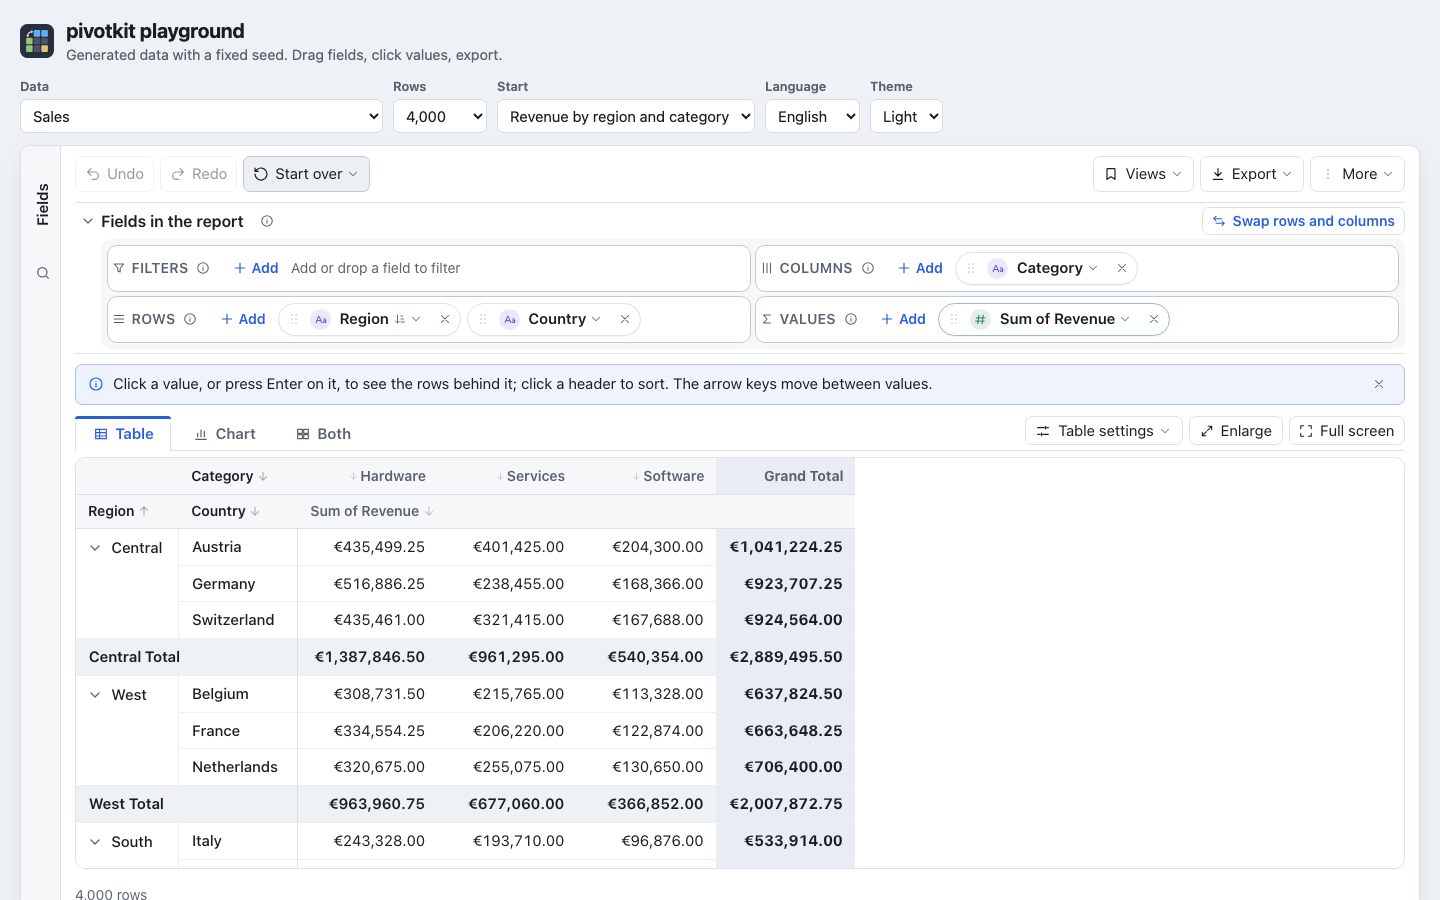 pivotkit playground
Generated data with a fixed seed. Drag fields, click values, export.
Data Rows Start Language Theme
Sales 4,000 Revenue by region and category English Light
Fields
Undo Redo Start over Views Export More
Fields in the report Swap rows and columns
FILTERS Add Add or drop a field to filter COLUMNS Add Aa Category
ROWS Add Aa Region Aa Country VALUES Add # Sum of Revenue
Click a value, or press Enter on it, to see the rows behind it; click a header to sort. The arrow keys move between values.
Table Chart Both Table settings Enlarge Full screen
Category Hardware Services Software Grand Total
Region Country Sum of Revenue
Central Austria €435,499.25 €401,425.00 €204,300.00 €1,041,224.25
Germany €516,886.25 €238,455.00 €168,366.00 €923,707.25
Switzerland €435,461.00 €321,415.00 €167,688.00 €924,564.00
Central Total €1,387,846.50 €961,295.00 €540,354.00 €2,889,495.50
West Belgium €308,731.50 €215,765.00 €113,328.00 €637,824.50
France €334,554.25 €206,220.00 €122,874.00 €663,648.25
Netherlands €320,675.00 €255,075.00 €130,650.00 €706,400.00
West Total €963,960.75 €677,060.00 €366,852.00 €2,007,872.75
South Italy €243,328.00 €193,710.00 €96,876.00 €533,914.00
4,000 rows